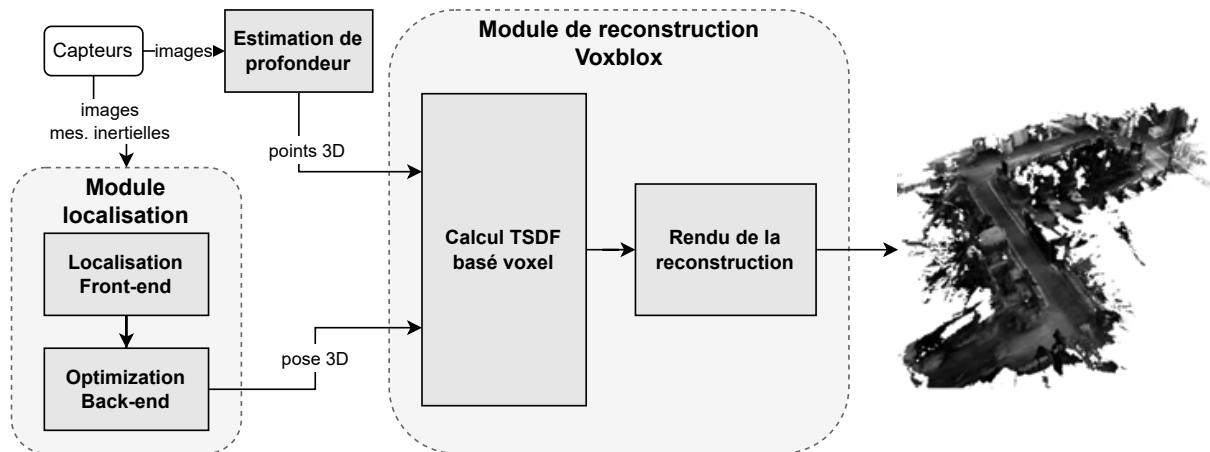 Capteurs
images
Estimation de
profondeur
images
mes. inertielles
points 3D
Module
localisation
Localisation
Front-end
Optimization
Back-end
pose 3D
Module de reconstruction
Voxblox
Calcul TSDF
basé voxel
Rendu de la
reconstruction